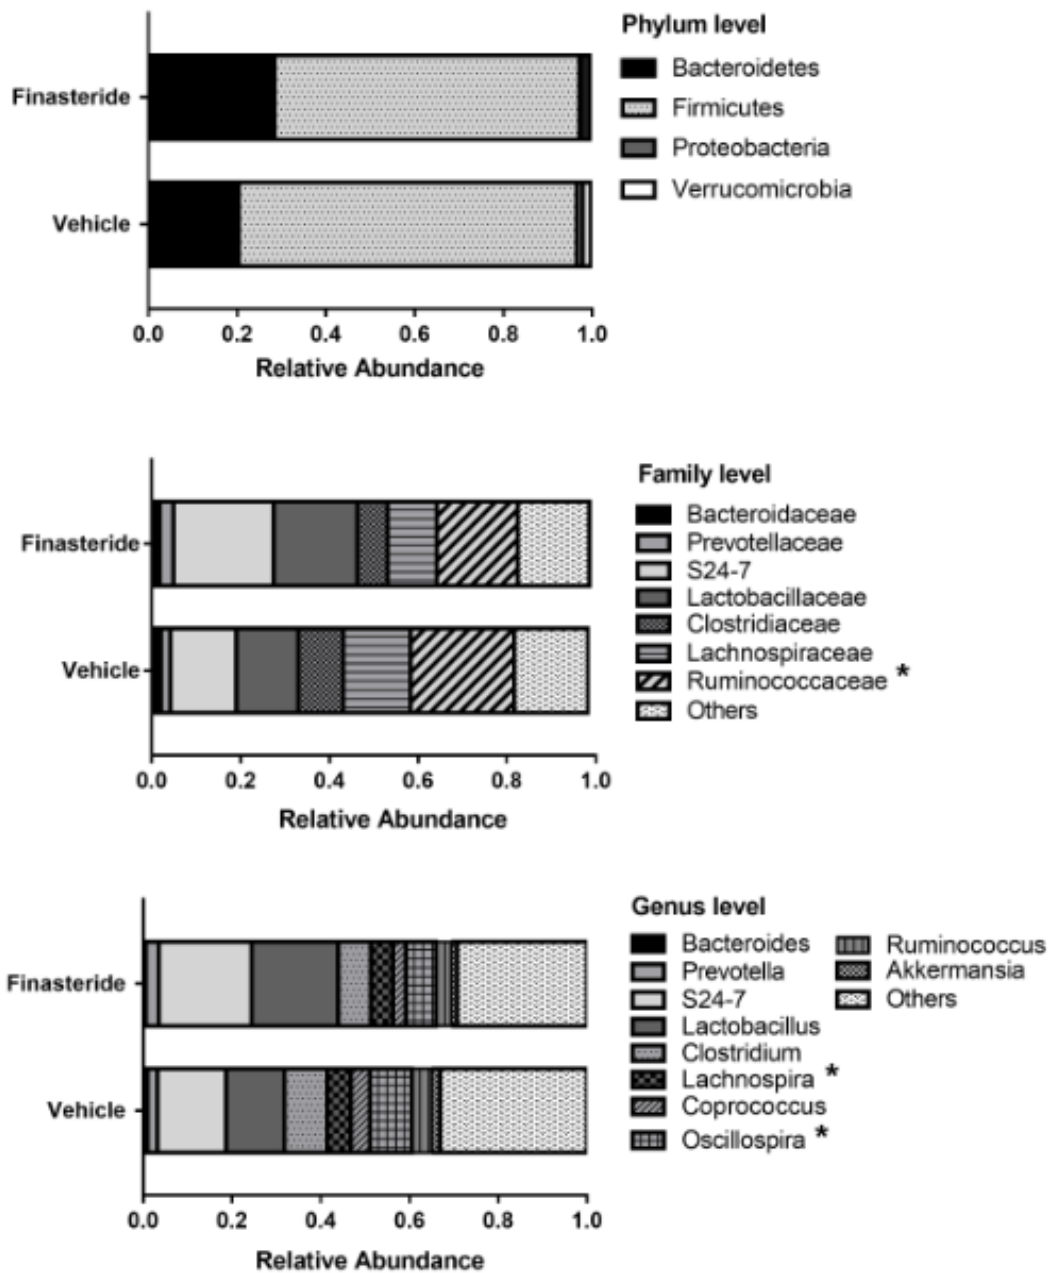 Phylum level
Finasteride
Vehicle
Bacteroidetes
Firmicutes
Proteobacteria
Verrucomicrobia
0.0 0.2 0.4 0.6 0.8 1.0
Relative Abundance
Family level
Finasteride
Vehicle
Bacteroidaceae
Prevotellaceae
S24-7
Lactobacillaceae
Clostridiaceae
Lachnospiraceae
Ruminococcaceae *
Others
0.0 0.2 0.4 0.6 0.8 1.0
Relative Abundance
Genus level
Finasteride
Vehicle
Bacteroides
Prevotella
S24-7
Lactobacillus
Clostridium
Lachnospira *
Coprococcus
Oscillospira *
Ruminococcus
Akkermansia
Others
0.0 0.2 0.4 0.6 0.8 1.0
Relative Abundance